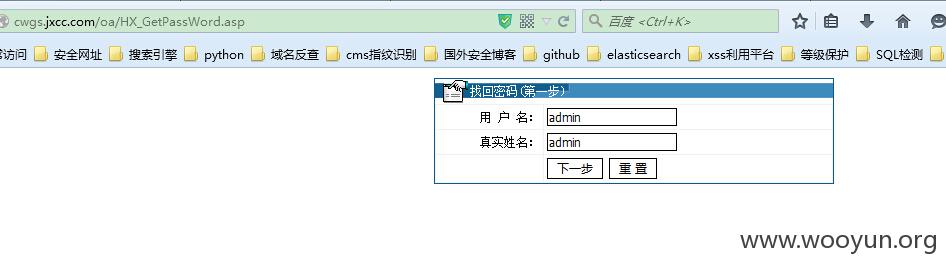 cwgs.jxcc.com/oa/HX_GetPassWord.asp 百度 <Ctrl+K>
常访问 安全网址 搜索引擎 python 域名反查 cms指纹识别 国外安全博客 github elasticsearch xss利用平台 等级保护 SQL检测
找回密码(第一步)
用 户 名： admin
真实姓名： admin
下一步 重 置
www.wooyun.org